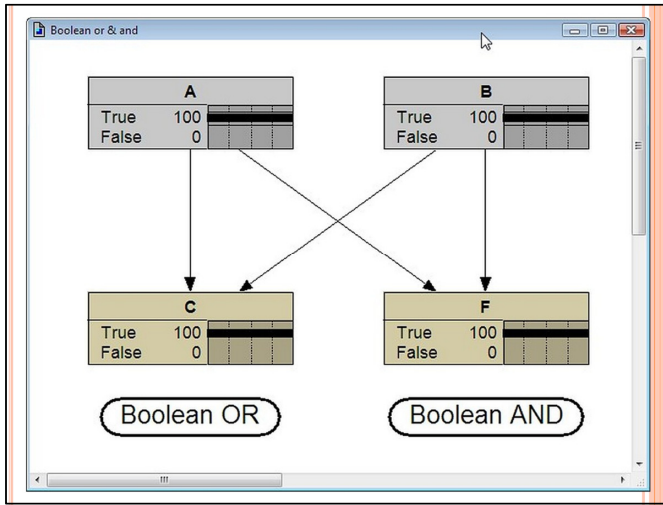 Boolean or & and
A
True 100
False 0
B
True 100
False 0
C
True 100
False 0
F
True 100
False 0
Boolean OR
Boolean AND